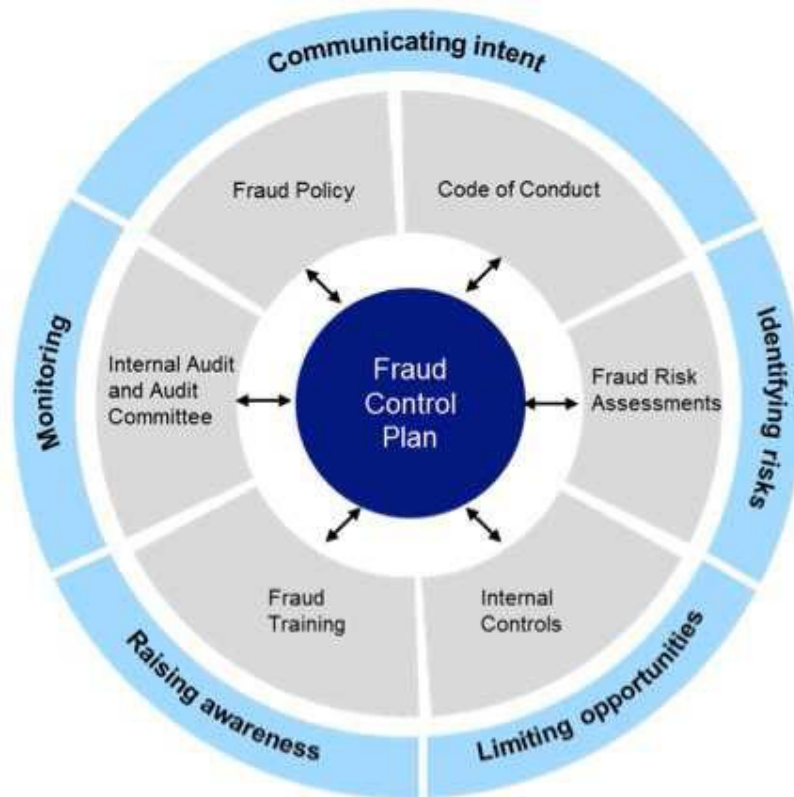 Communicating intent
Fraud Policy
Code of Conduct
Monitoring
Internal Audit
and Audit
Committee
Fraud
Control
Plan
Fraud Risk
Assessments
Identifying risks
Fraud
Training
Internal
Controls
Raising awareness
Limiting opportunities